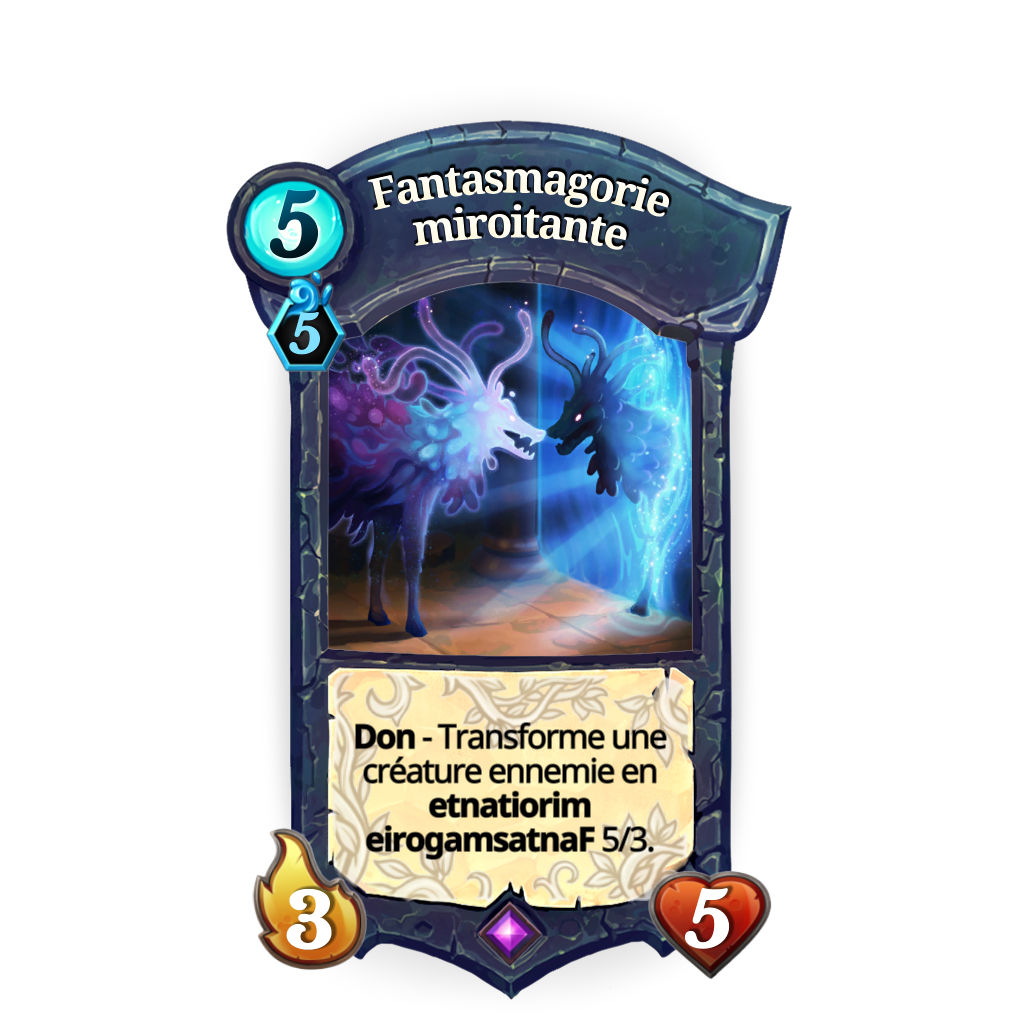 5
Fantasmagorie
miroitante
5
Don - Transforme une
créature ennemie en
etnatiorim
eirogamsatnaF 5/3.
3
5